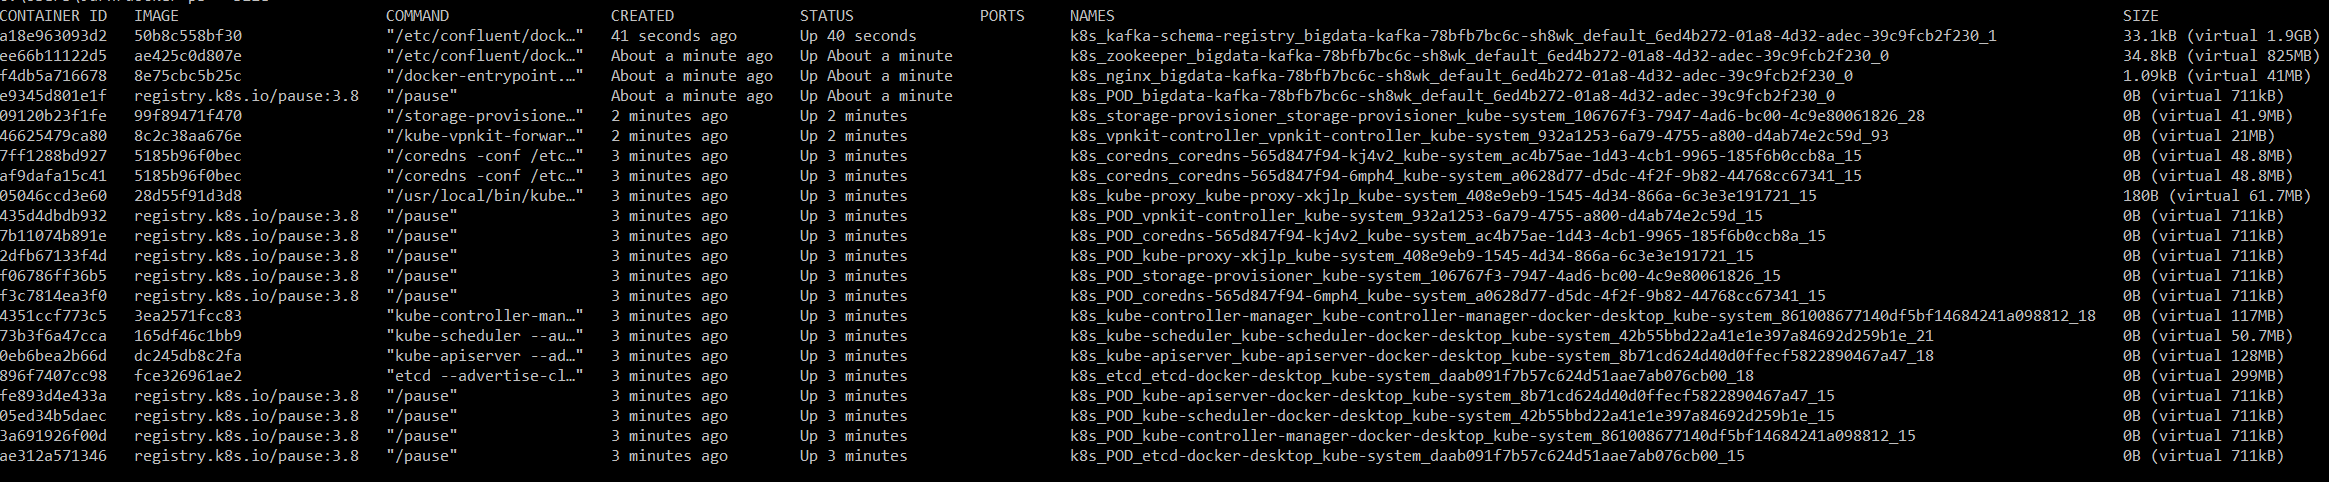 CONTAINER ID IMAGE COMMAND CREATED STATUS PORTS NAMES SIZE
a18e963093d2 50b8c558bf30 "/etc/confluent/dock…" 41 seconds ago Up 40 seconds k8s_kafka-schema-registry_bigdata-kafka-78bfb7bc6c-sh8wk_default_6ed4b272-01a8-4d32-adec-39c9fcb2f230_1 33.1kB (virtual 1.9GB)
ee66b11122d5 ae425c0d807e "/etc/confluent/dock…" About a minute ago Up About a minute k8s_zookeeper_bigdata-kafka-78bfb7bc6c-sh8wk_default_6ed4b272-01a8-4d32-adec-39c9fcb2f230_0 34.8kB (virtual 825MB)
f4db5a716678 8e75cbc5b25c "/docker-entrypoint.…" About a minute ago Up About a minute k8s_nginx_bigdata-kafka-78bfb7bc6c-sh8wk_default_6ed4b272-01a8-4d32-adec-39c9fcb2f230_0 1.09kB (virtual 41MB)
e9345d801e1f registry.k8s.io/pause:3.8 "/pause" About a minute ago Up About a minute k8s_POD_bigdata-kafka-78bfb7bc6c-sh8wk_default_6ed4b272-01a8-4d32-adec-39c9fcb2f230_0 0B (virtual 711kB)
09120b23f1fe 99f89471f470 "/storage-provisione…" 2 minutes ago Up 2 minutes k8s_storage-provisioner_storage-provisioner_kube-system_106767f3-7947-4ad6-bc00-4c9e80061826_28 0B (virtual 41.9MB)
46625479ca80 8c2c38aa676e "/kube-vpnkit-forwar…" 2 minutes ago Up 2 minutes k8s_vpnkit-controller_vpnkit-controller_kube-system_932a1253-6a79-4755-a800-d4ab74e2c59d_93 0B (virtual 21MB)
7ff1288bd927 5185b96f0bec "/coredns -conf /etc…" 3 minutes ago Up 3 minutes k8s_coredns_coredns-565d847f94-kj4v2_kube-system_ac4b75ae-1d43-4cb1-9965-185f6b0ccb8a_15 0B (virtual 48.8MB)
af9dafa15c41 5185b96f0bec "/coredns -conf /etc…" 3 minutes ago Up 3 minutes k8s_coredns_coredns-565d847f94-6mph4_kube-system_a0628d77-d5dc-4f2f-9b82-44768cc67341_15 0B (virtual 48.8MB)
05046ccd3e60 28d55f91d3d8 "/usr/local/bin/kube…" 3 minutes ago Up 3 minutes k8s_kube-proxy_kube-proxy-xkjlp_kube-system_408e9eb9-1545-4d34-866a-6c3e3e191721_15 180B (virtual 61.7MB)
435d4dbdb932 registry.k8s.io/pause:3.8 "/pause" 3 minutes ago Up 3 minutes k8s_POD_vpnkit-controller_kube-system_932a1253-6a79-4755-a800-d4ab74e2c59d_15 0B (virtual 711kB)
7b11074b891e registry.k8s.io/pause:3.8 "/pause" 3 minutes ago Up 3 minutes k8s_POD_coredns-565d847f94-kj4v2_kube-system_ac4b75ae-1d43-4cb1-9965-185f6b0ccb8a_15 0B (virtual 711kB)
2dfb67133f4d registry.k8s.io/pause:3.8 "/pause" 3 minutes ago Up 3 minutes k8s_POD_kube-proxy-xkjlp_kube-system_408e9eb9-1545-4d34-866a-6c3e3e191721_15 0B (virtual 711kB)
f06786ff36b5 registry.k8s.io/pause:3.8 "/pause" 3 minutes ago Up 3 minutes k8s_POD_storage-provisioner_kube-system_106767f3-7947-4ad6-bc00-4c9e80061826_15 0B (virtual 711kB)
f3c7814ea3f0 registry.k8s.io/pause:3.8 "/pause" 3 minutes ago Up 3 minutes k8s_POD_coredns-565d847f94-6mph4_kube-system_a0628d77-d5dc-4f2f-9b82-44768cc67341_15 0B (virtual 711kB)
4351ccf773c5 3ea2571fcc83 "kube-controller-man…" 3 minutes ago Up 3 minutes k8s_kube-controller-manager_kube-controller-manager-docker-desktop_kube-system_861008677140df5bf14684241a098812_18 0B (virtual 117MB)
73b3f6a47cca 165df46c1bb9 "kube-scheduler --au…" 3 minutes ago Up 3 minutes k8s_kube-scheduler_kube-scheduler-docker-desktop_kube-system_42b55bbd22a41e1e397a84692d259b1e_21 0B (virtual 50.7MB)
0eb6bea2b66d dc245db8c2fa "kube-apiserver --ad…" 3 minutes ago Up 3 minutes k8s_kube-apiserver_kube-apiserver-docker-desktop_kube-system_8b71cd624d40d0ffecf5822890467a47_18 0B (virtual 128MB)
896f7407cc98 fce326961ae2 "etcd --advertise-cl…" 3 minutes ago Up 3 minutes k8s_etcd_etcd-docker-desktop_kube-system_daab091f7b57c624d51aae7ab076cb00_18 0B (virtual 299MB)
fe893d4e433a registry.k8s.io/pause:3.8 "/pause" 3 minutes ago Up 3 minutes k8s_POD_kube-apiserver-docker-desktop_kube-system_8b71cd624d40d0ffecf5822890467a47_15 0B (virtual 711kB)
05ed34b5daec registry.k8s.io/pause:3.8 "/pause" 3 minutes ago Up 3 minutes k8s_POD_kube-scheduler-docker-desktop_kube-system_42b55bbd22a41e1e397a84692d259b1e_15 0B (virtual 711kB)
3a691926f00d registry.k8s.io/pause:3.8 "/pause" 3 minutes ago Up 3 minutes k8s_POD_kube-controller-manager-docker-desktop_kube-system_861008677140df5bf14684241a098812_15 0B (virtual 711kB)
ae312a571346 registry.k8s.io/pause:3.8 "/pause" 3 minutes ago Up 3 minutes k8s_POD_etcd-docker-desktop_kube-system_daab091f7b57c624d51aae7ab076cb00_15 0B (virtual 711kB)